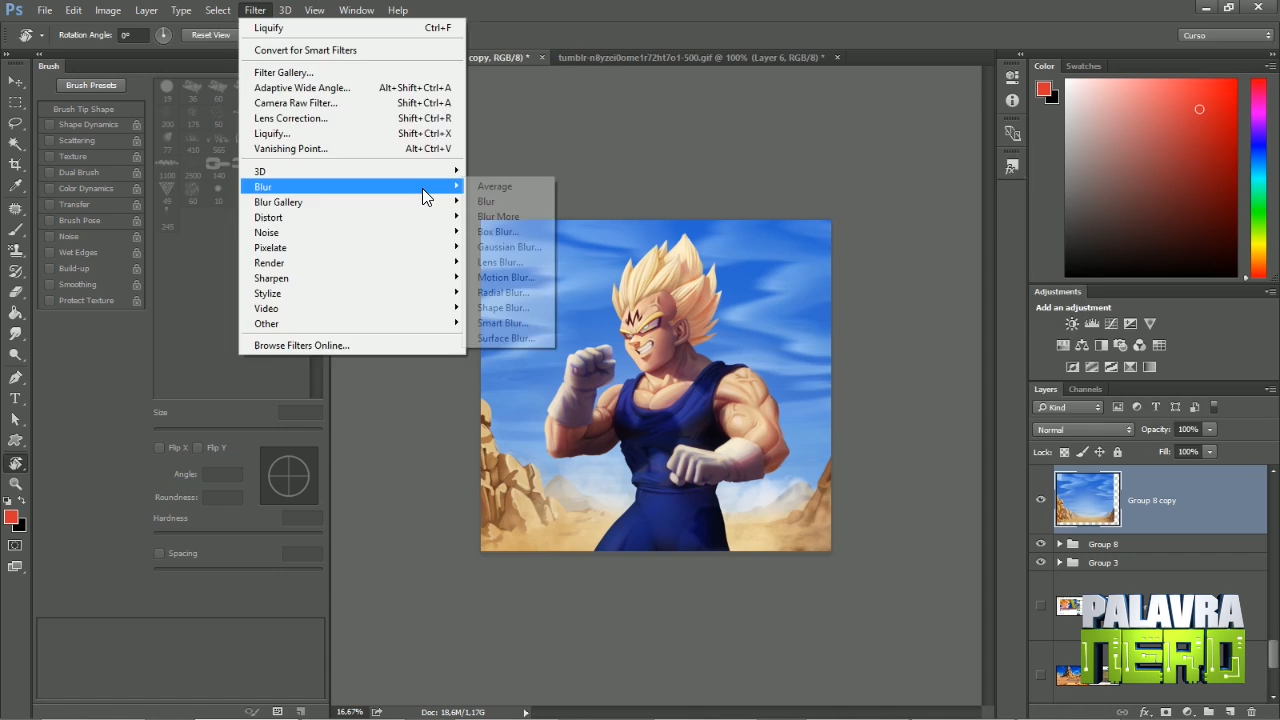 Ps File Edit Image Layer Type Select Filter 3D View Window Help
Rotation Angle: 0° Reset View
Curso
Liquify Ctrl+F
Convert for Smart Filters
Filter Gallery...
Adaptive Wide Angle... Alt+Shift+Ctrl+A
Camera Raw Filter... Shift+Ctrl+A
Lens Correction... Shift+Ctrl+R
Liquify... Shift+Ctrl+X
Vanishing Point... Alt+Ctrl+V
3D
Blur
Blur Gallery
Distort
Noise
Pixelate
Render
Sharpen
Stylize
Video
Other
Browse Filters Online...
Average
Blur
Blur More
Box Blur...
Gaussian Blur...
Lens Blur...
Motion Blur...
Radial Blur...
Shape Blur...
Smart Blur...
Surface Blur...
copy, RGB/8) * ×
tumblr-n8yzei0ome1r72ht7o1-500.gif @ 100% (Layer 6, RGB/8) * ×
Brush
Brush Presets
Brush Tip Shape
Shape Dynamics
Scattering
Texture
Dual Brush
Color Dynamics
Transfer
Brush Pose
Noise
Wet Edges
Build-up
Smoothing
Protect Texture
19 36 60
200 175 50
77 410 565
1100 2500 140
49 60 10
245
Size
Flip X Flip Y
Angle:
Roundness:
Hardness
Spacing
16,67%
Doc: 18,6M/1,17G
Color Swatches
Adjustments
Add an adjustment
Layers Channels
Kind
Normal Opacity: 100%
Lock: Fill: 100%
Group 8 copy
Group 8
Group 3
PALAVRA
NERD
fx